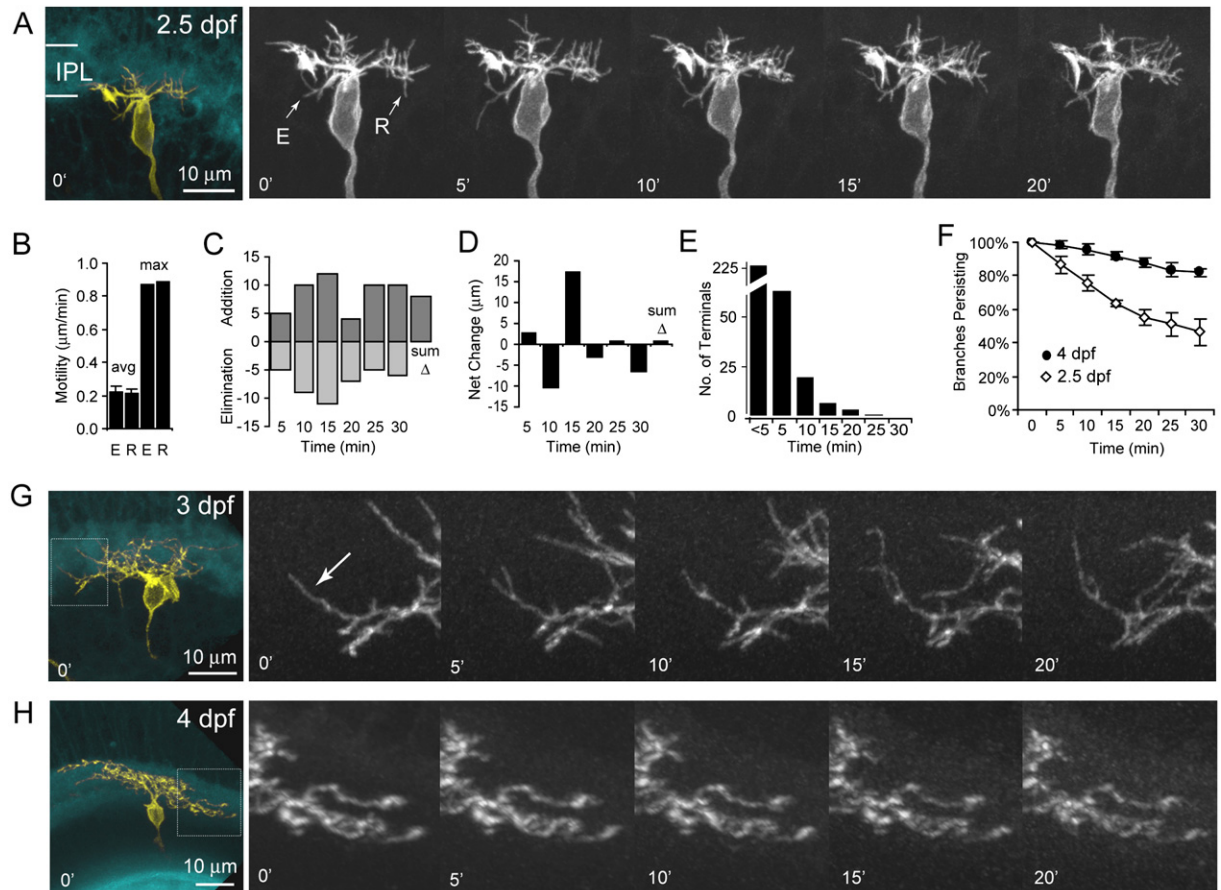 A
2.5 dpf
IPL
0'
10 μm
E
R
0'
5'
10'
15'
20'
B
Motility (μm/min)
1.0
0.8
0.6
0.4
0.2
0.0
avg
max
E R E R
C
Elimination Addition
15
10
5
0
-5
-10
-15
sum
Δ
5 10 15 20 25 30
Time (min)
D
Net Change (μm)
20
15
10
5
0
-5
-10
-15
sum
Δ
5 10 15 20 25 30
Time (min)
E
No. of Terminals
225
50
25
0
<5 5 10 15 20 25 30
Time (min)
F
Branches Persisting
100%
80%
60%
40%
20%
0%
4 dpf
2.5 dpf
0 5 10 15 20 25 30
Time (min)
G
3 dpf
0'
10 μm
0'
5'
10'
15'
20'
H
4 dpf
0'
10 μm
0'
5'
10'
15'
20'